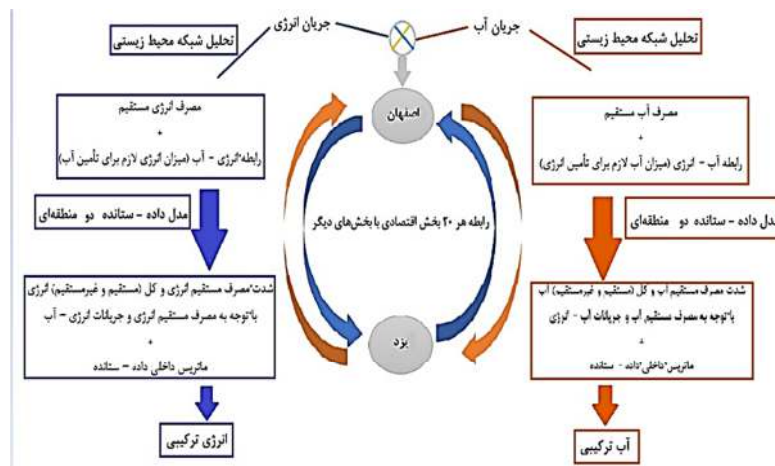 تحلیل شبکه محیط زیستی
جریان آب
جریان انرژی
تحلیل شبکه محیط زیستی
اصفهان
مصرف آب مستقیم
+
رابطه آب - انرژی (میزان آب لازم برای تأمین انرژی)
مصرف انرژی مستقیم
+
رابطه انرژی - آب (میزان انرژی لازم برای تأمین آب)
مدل داده - ستانده دو منطقه‌ای
رابطه هر ۲۰ بخش اقتصادی با بخش‌های دیگر
مدل داده - ستانده دو منطقه‌ای
شدت مصرف مستقیم آب و کل (مستقیم و غیرمستقیم) آب
با توجه به مصرف مستقیم آب و جریانات آب - انرژی
+
ماتریس داخلی داده - ستانده
یزد
شدت مصرف مستقیم انرژی و کل (مستقیم و غیرمستقیم) انرژی
با توجه به مصرف مستقیم انرژی و جریانات انرژی - آب
+
ماتریس داخلی داده - ستانده
آب ترکیبی
انرژی ترکیبی